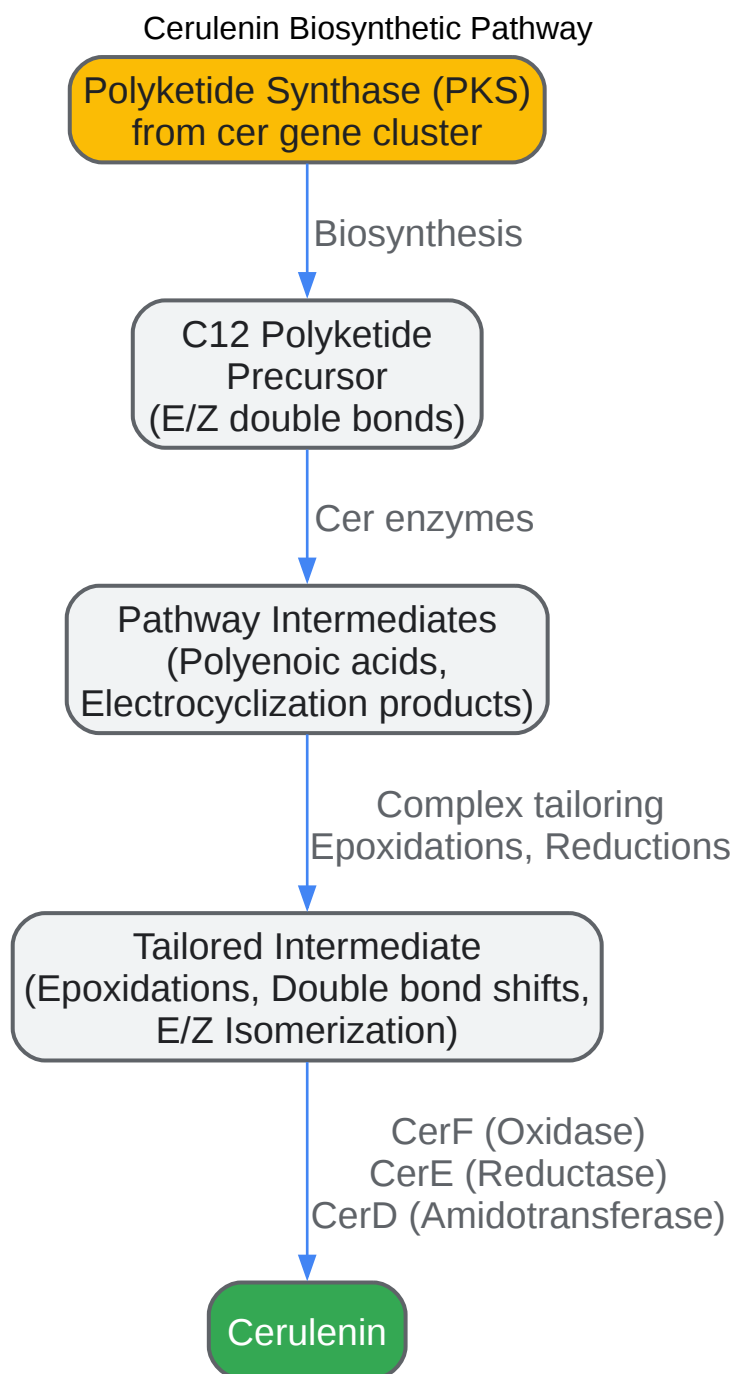 Cerulenin Biosynthetic Pathway
Polyketide Synthase (PKS)
from cer gene cluster
Biosynthesis
C12 Polyketide
Precursor
(E/Z double bonds)
Cer enzymes
Pathway Intermediates
(Polyenoic acids,
Electrocyclization products)
Complex tailoring
Epoxidations, Reductions
Tailored Intermediate
(Epoxidations, Double bond shifts,
E/Z Isomerization)
CerF (Oxidase)
CerE (Reductase)
CerD (Amidotransferase)
Cerulenin